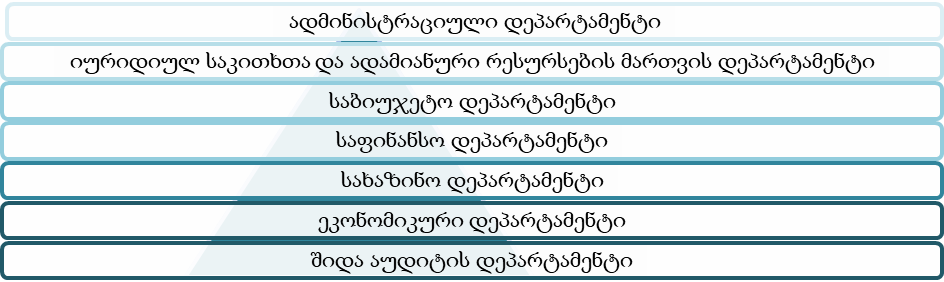 ადმინისტრაციული დეპარტამენტი
იურიდიულ საკითხთა და ადამიანური რესურსების მართვის დეპარტამენტი
საბიუჯეტო დეპარტამენტი
საფინანსო დეპარტამენტი
სახაზინო დეპარტამენტი
ეკონომიკური დეპარტამენტი
შიდა აუდიტის დეპარტამენტი